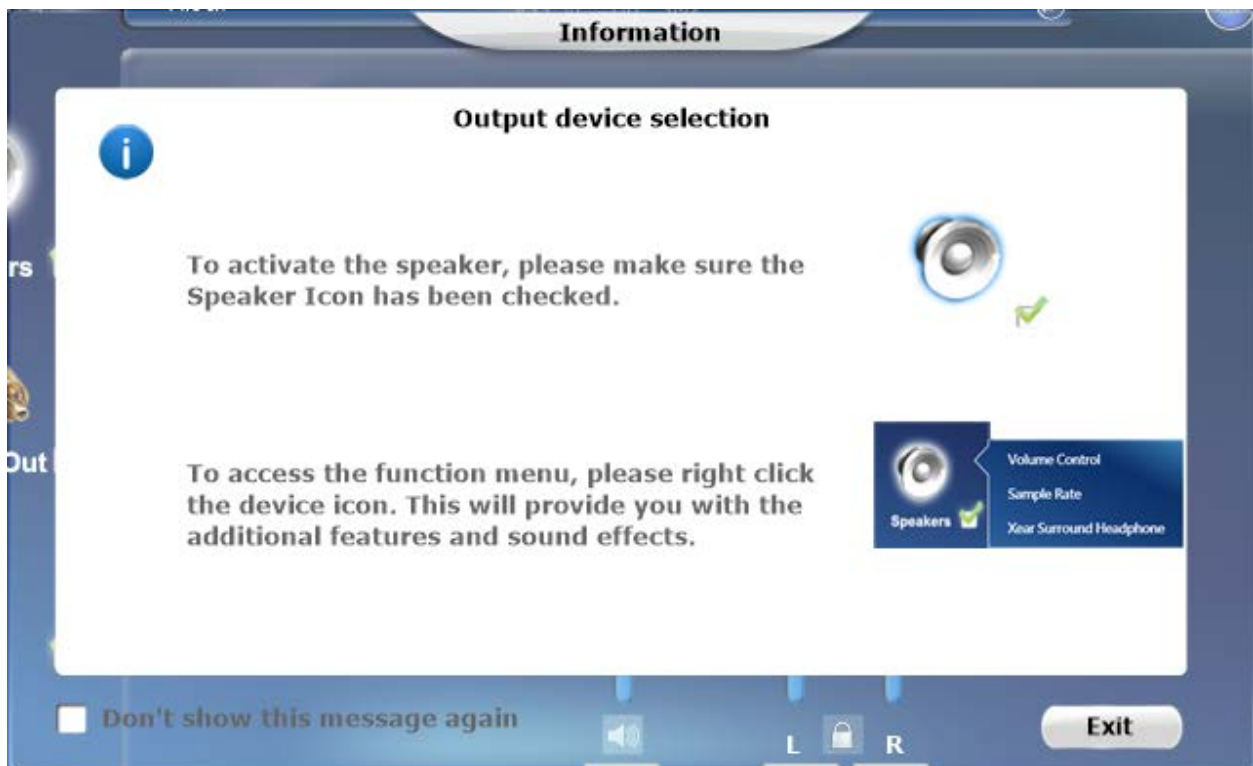 Information
Output device selection
To activate the speaker, please make sure the
Speaker Icon has been checked.
rs
Out
To access the function menu, please right click
the device icon. This will provide you with the
additional features and sound effects.
Speakers
Volume Control
Sample Rate
Xear Surround Headphone
Don't show this message again
L
R
Exit